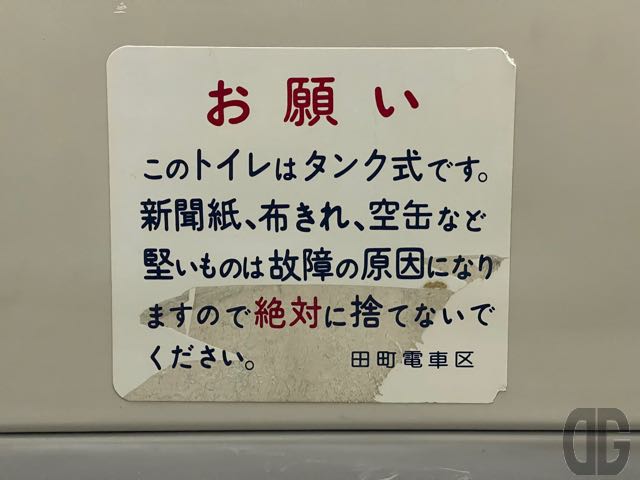 お願い
このトイレはタンク式です。
新聞紙、布きれ、空缶など
堅いものは故障の原因になり
ますので絶対に捨てないで
ください。 田町電車区
DG